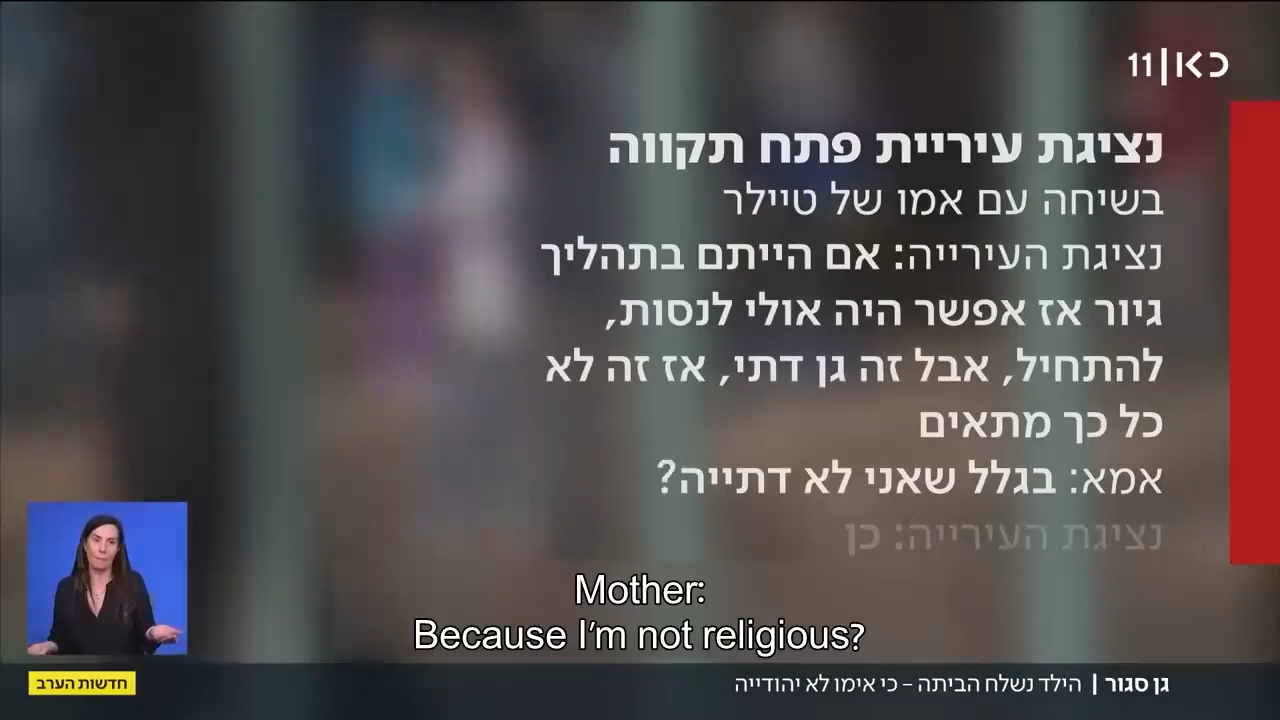 כאן|11
נציגת עיריית פתח תקווה
בשיחה עם אמו של טיילר
נציגת העירייה: אם הייתם בתהליך
גיור אז אפשר היה אולי לנסות,
להתחיל, אבל זה גן דתי, אז זה לא
כל כך מתאים
אמא: בגלל שאני לא דתייה?
נציגת העירייה: כן
Mother:
Because I'm not religious?
גן סגור | הילד נשלח הביתה – כי אימו לא יהודייה
חדשות הערב